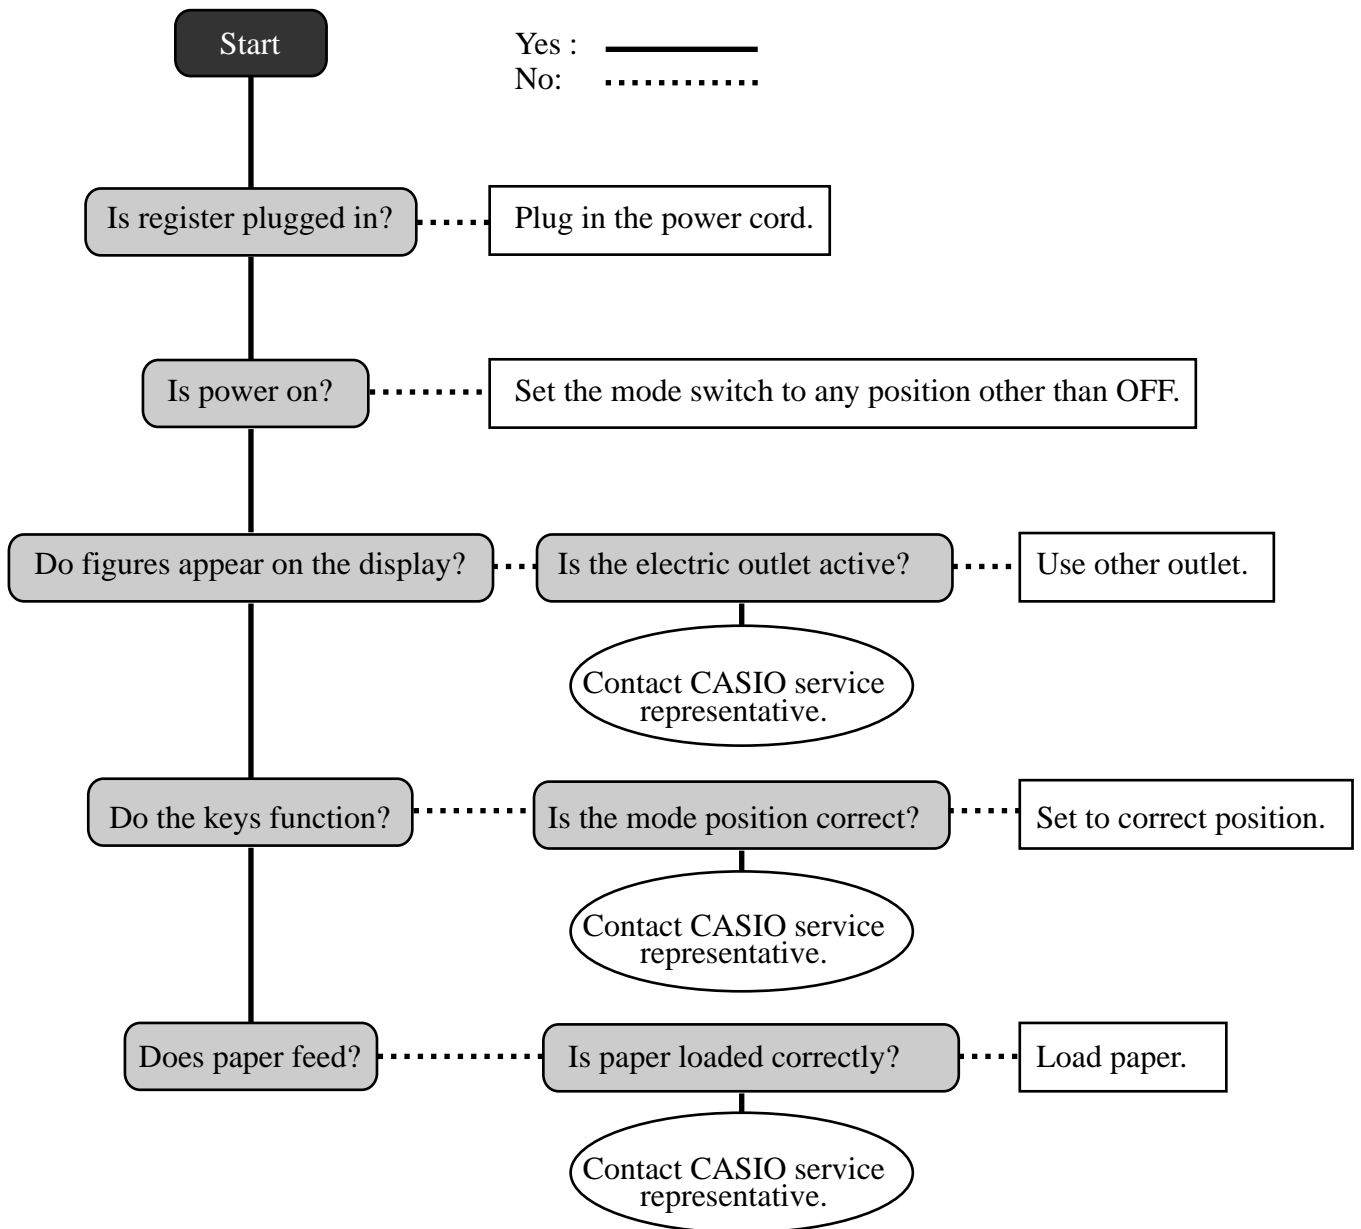 Start
Yes :
No:
Is register plugged in?
Plug in the power cord.
Is power on?
Set the mode switch to any position other than OFF.
Do figures appear on the display?
Is the electric outlet active?
Use other outlet.
Contact CASIO service
representative.
Do the keys function?
Is the mode position correct?
Set to correct position.
Contact CASIO service
representative.
Does paper feed?
Is paper loaded correctly?
Load paper.
Contact CASIO service
representative.